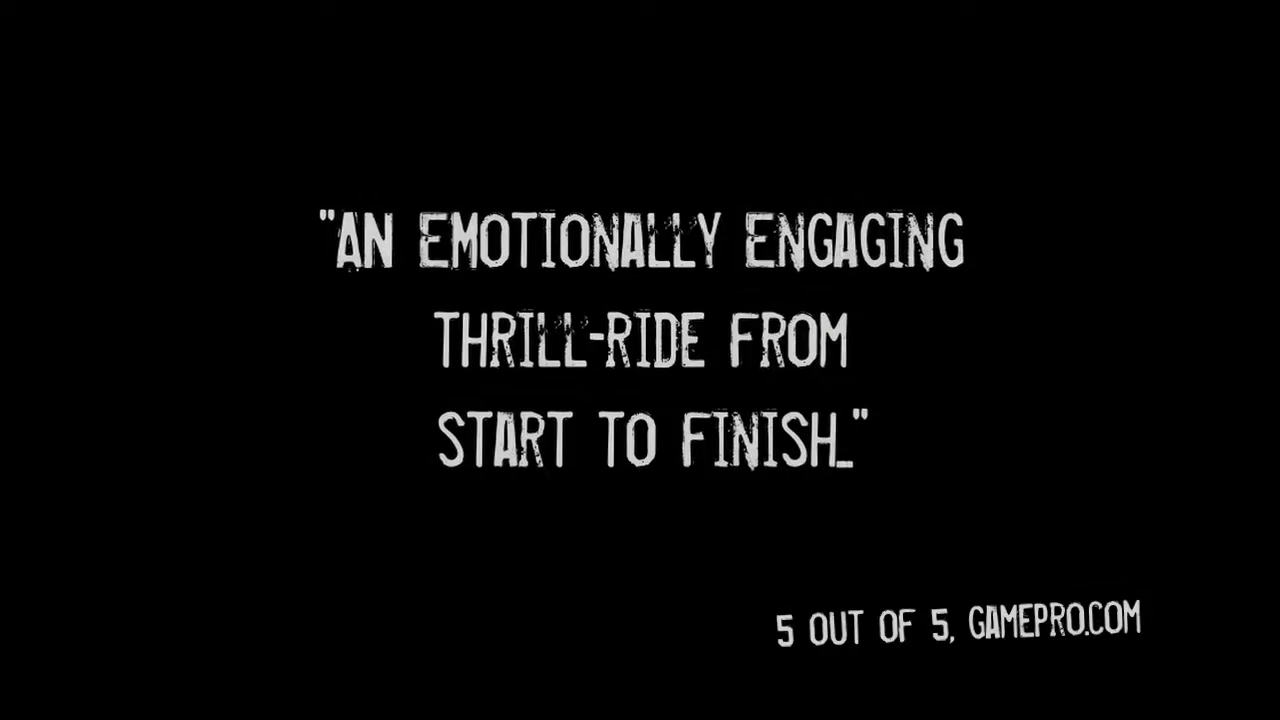 "AN EMOTIONALLY ENGAGING
THRILL-RIDE FROM
START TO FINISH..."
5 OUT OF 5, GAMEPRO.COM